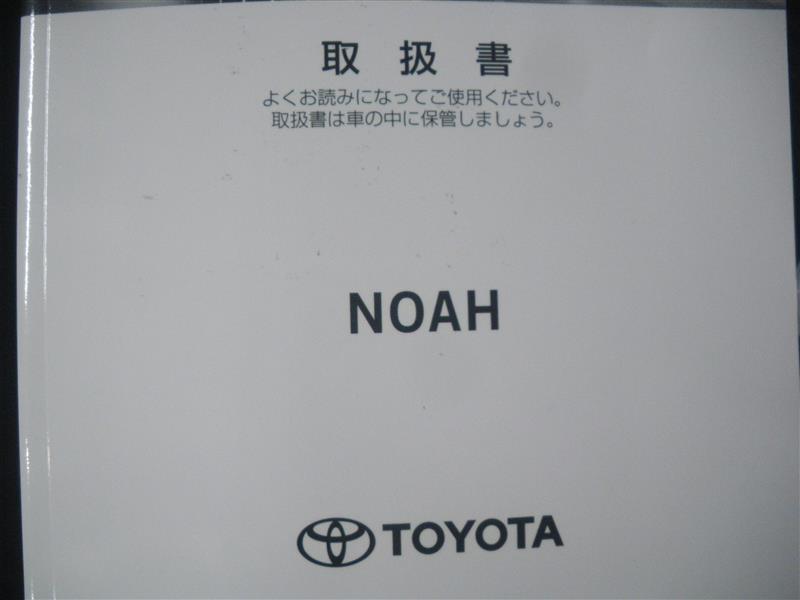 取扱書
よくお読みになってご使用ください。
取扱書は車の中に保管しましょう。
NOAH
TOYOTA